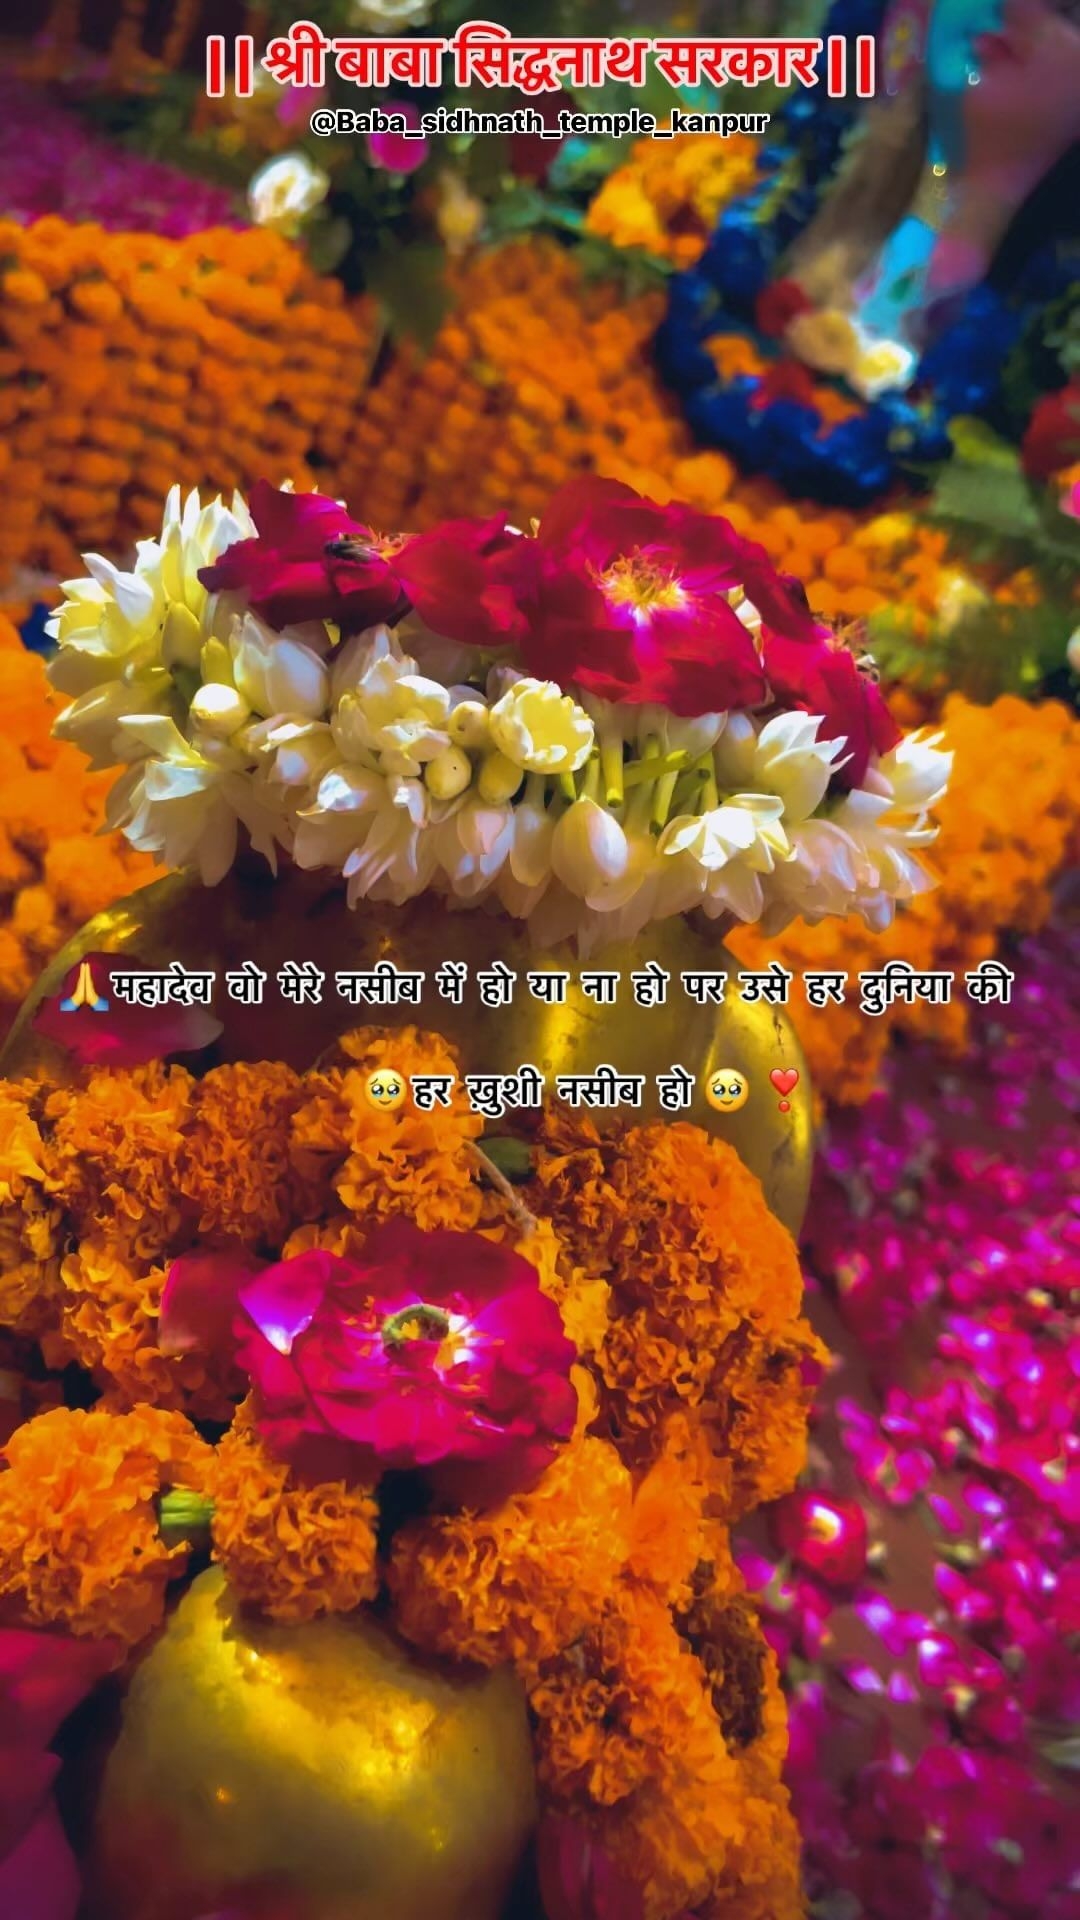 ||श्री बाबा सिद्धनाथ सरकार||
@Baba_sidhnath_temple_kanpur
🙏महादेव वो मेरे नसीब में हो या ना हो पर उसे हर दुनिया की
🥹हर ख़ुशी नसीब हो🥹 ❣️